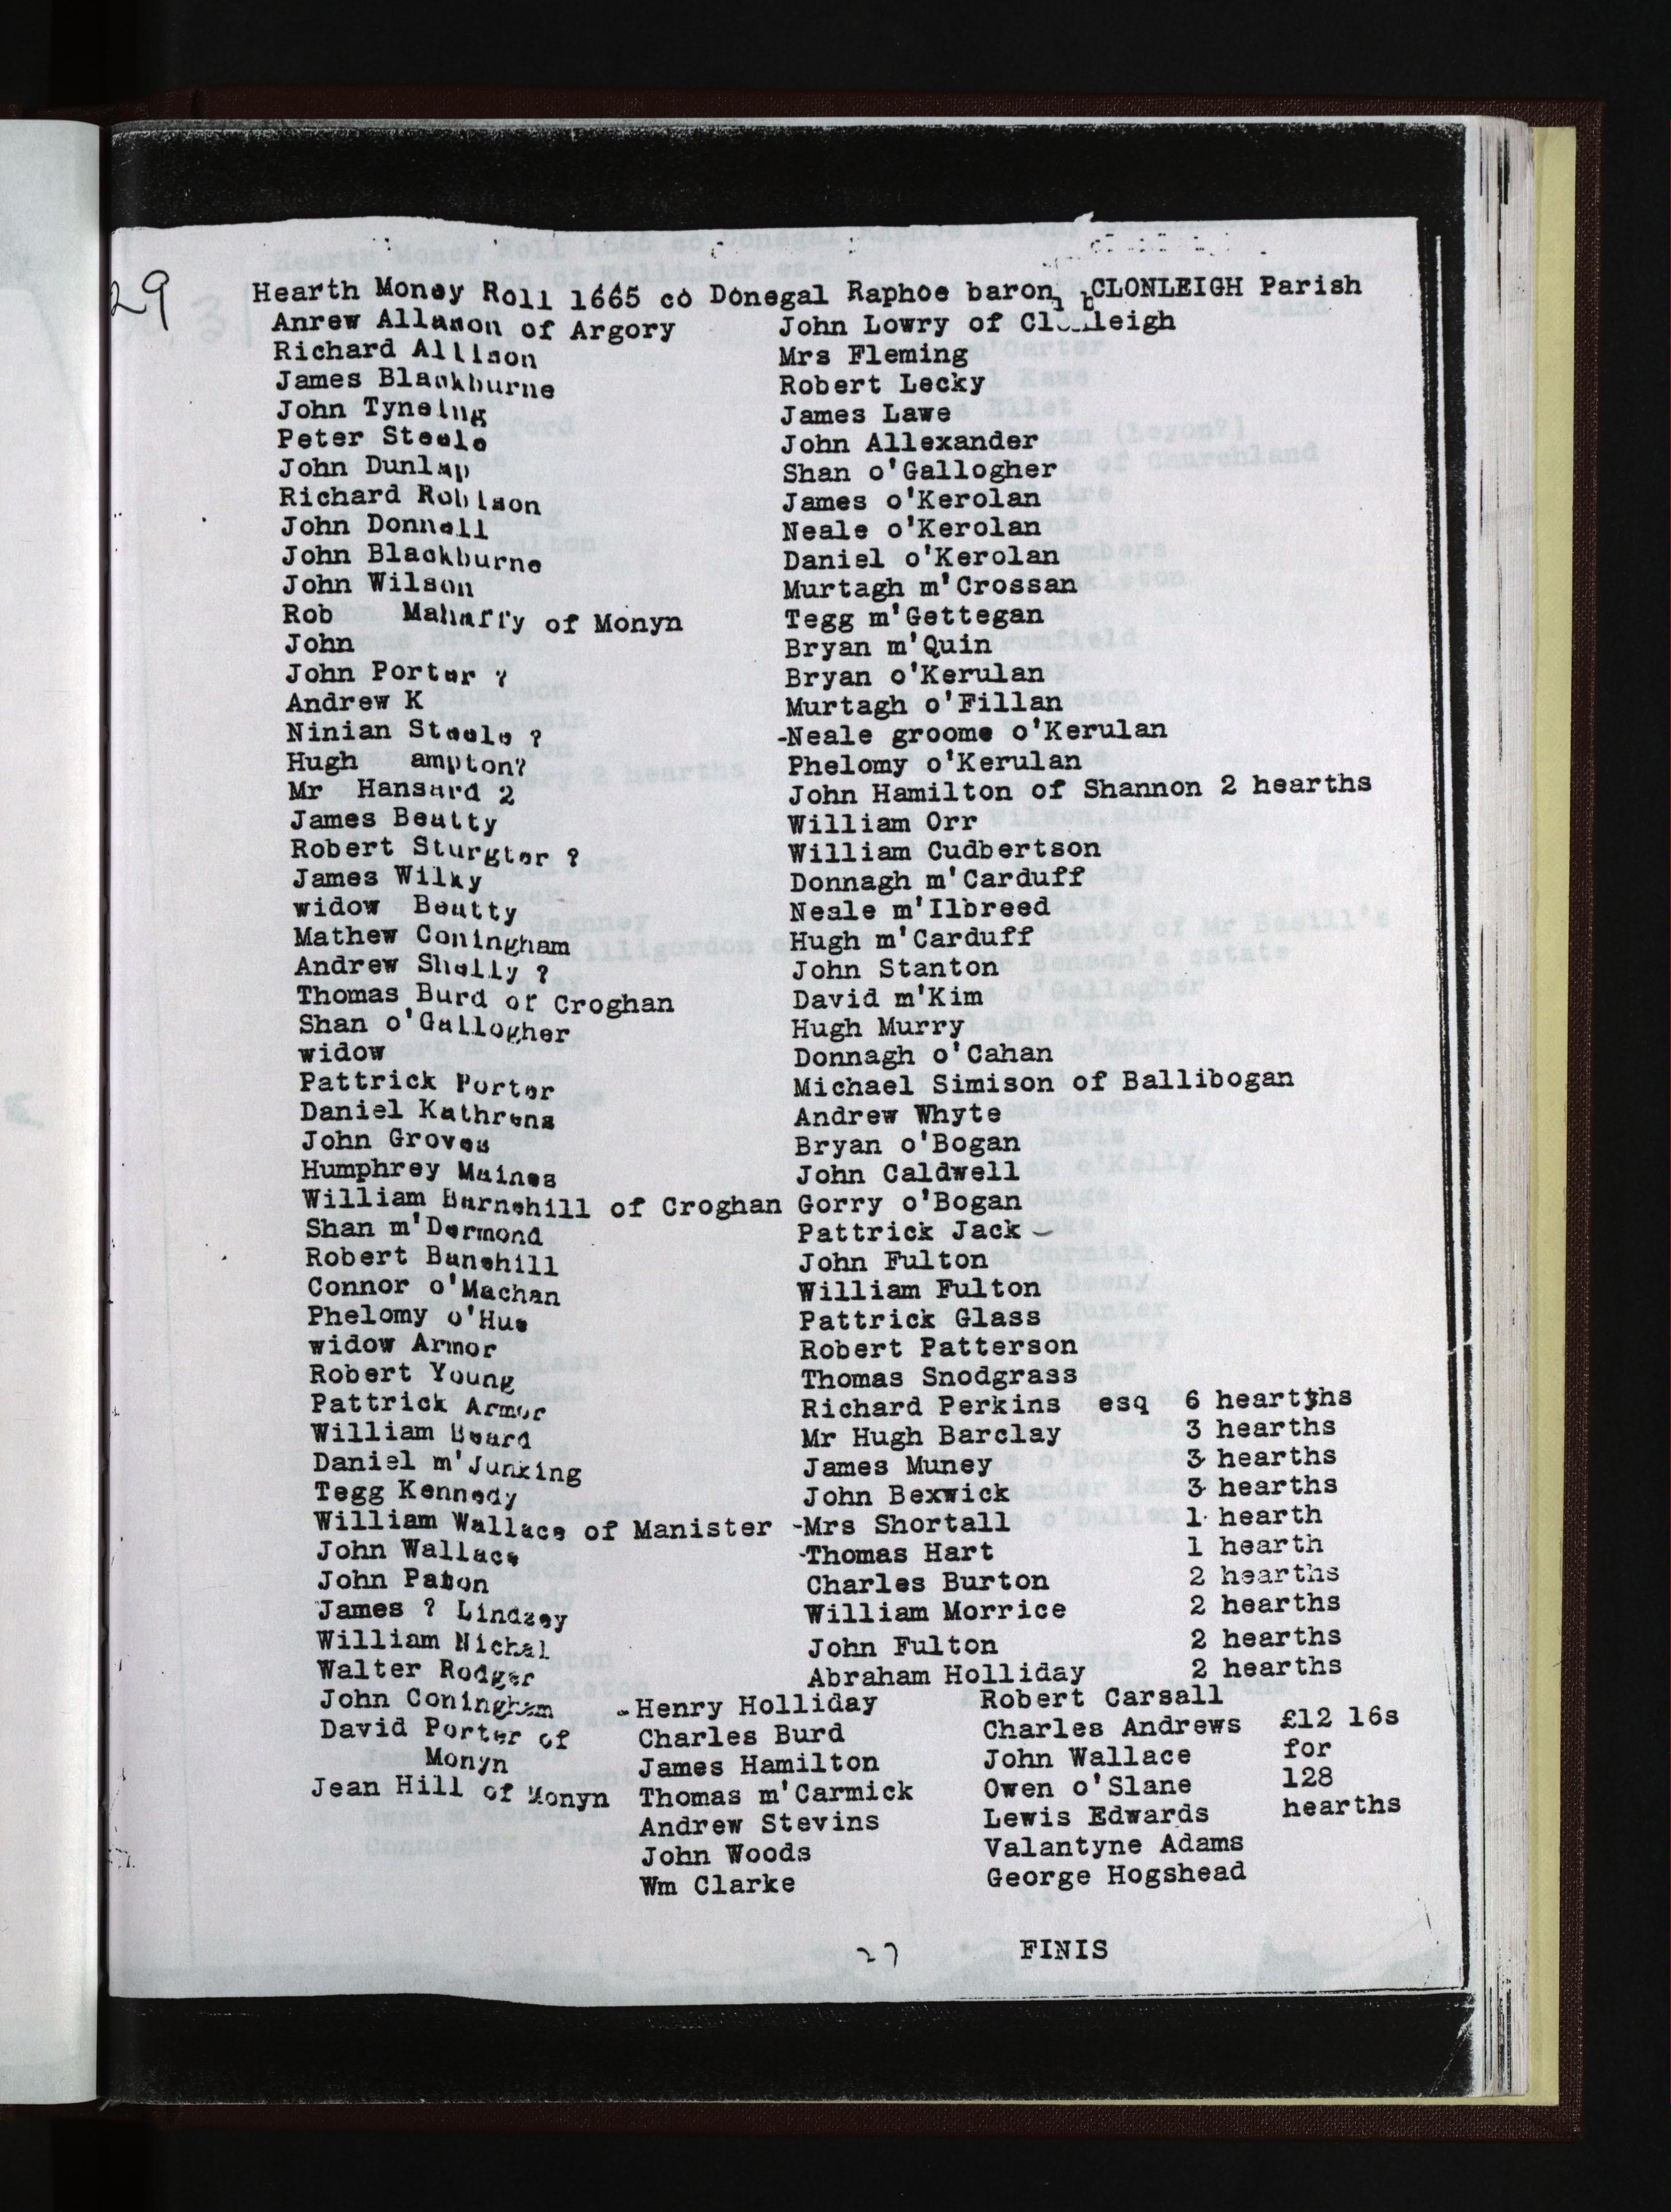 29
Hearth Money Roll 1665 co Donegal Raphoe baron CLONLEIGH Parish
Anrew Allason of Argory
Richard Allison
James Blackburne
John Tyneing
Peter Steele
John Dunlap
Richard Robison
John Donnell
John Blackburne
John Wilson
Rob Mahaffy of Monyn
John
John Porter ?
Andrew K
Ninian Steele ?
Hugh ampton?
Mr Hansard 2
James Beatty
Robert Sturgter ?
James Wilky
widow Beatty
Mathew Coningham
Andrew Shelly ?
Thomas Burd of Croghan
Shan o'Gallogher
widow
Pattrick Porter
Daniel Kathrens
John Groves
Humphrey Maines
William Barnehill of Croghan
Shan m'Dermond
Robert Banehill
Connor o'Machan
Phelomy o'Hue
widow Armor
Robert Young
Pattrick Armor
William Beard
Daniel m'Junking
Tegg Kennedy
William Wallace of Manister
John Wallace
John Paton
James ? Lindzey
William Nichal
Walter Rodger
John Coningham
David Porter of
Monyn
Jean Hill of Monyn
John Lowry of Clonleigh
Mrs Fleming
Robert Lecky
James Lawe
John Allexander
Shan o'Gallogher
James o'Kerolan
Neale o'Kerolan
Daniel o'Kerolan
Murtagh m'Crossan
Tegg m'Gettegan
Bryan m'Quin
Bryan o'Kerulan
Murtagh o'Fillan
-Neale groome o'Kerulan
Phelomy o'Kerulan
John Hamilton of Shannon 2 hearths
William Orr
William Cudbertson
Donnagh m'Carduff
Neale m'Ilbreed
Hugh m'Carduff
John Stanton
David m'Kim
Hugh Murry
Donnagh o'Cahan
Michael Simison of Ballibogan
Andrew Whyte
Bryan o'Bogan
John Caldwell
Gorry o'Bogan
Pattrick Jack
John Fulton
William Fulton
Pattrick Glass
Robert Patterson
Thomas Snodgrass
Richard Perkins esq 6 hearths
Mr Hugh Barclay 3 hearths
James Muney 3 hearths
John Bexwick 3 hearths
-Mrs Shortall 1 hearth
-Thomas Hart 1 hearth
Charles Burton 2 hearths
William Morrice 2 hearths
John Fulton 2 hearths
Abraham Holliday 2 hearths
-Henry Holliday
Charles Burd
James Hamilton
Thomas m'Carmick
Andrew Stevins
John Woods
Wm Clarke
Robert Carsall
Charles Andrews
John Wallace
Owen o'Slane
Lewis Edwards
Valantyne Adams
George Hogshead
£12 16s
for
128
hearths
27
FINIS